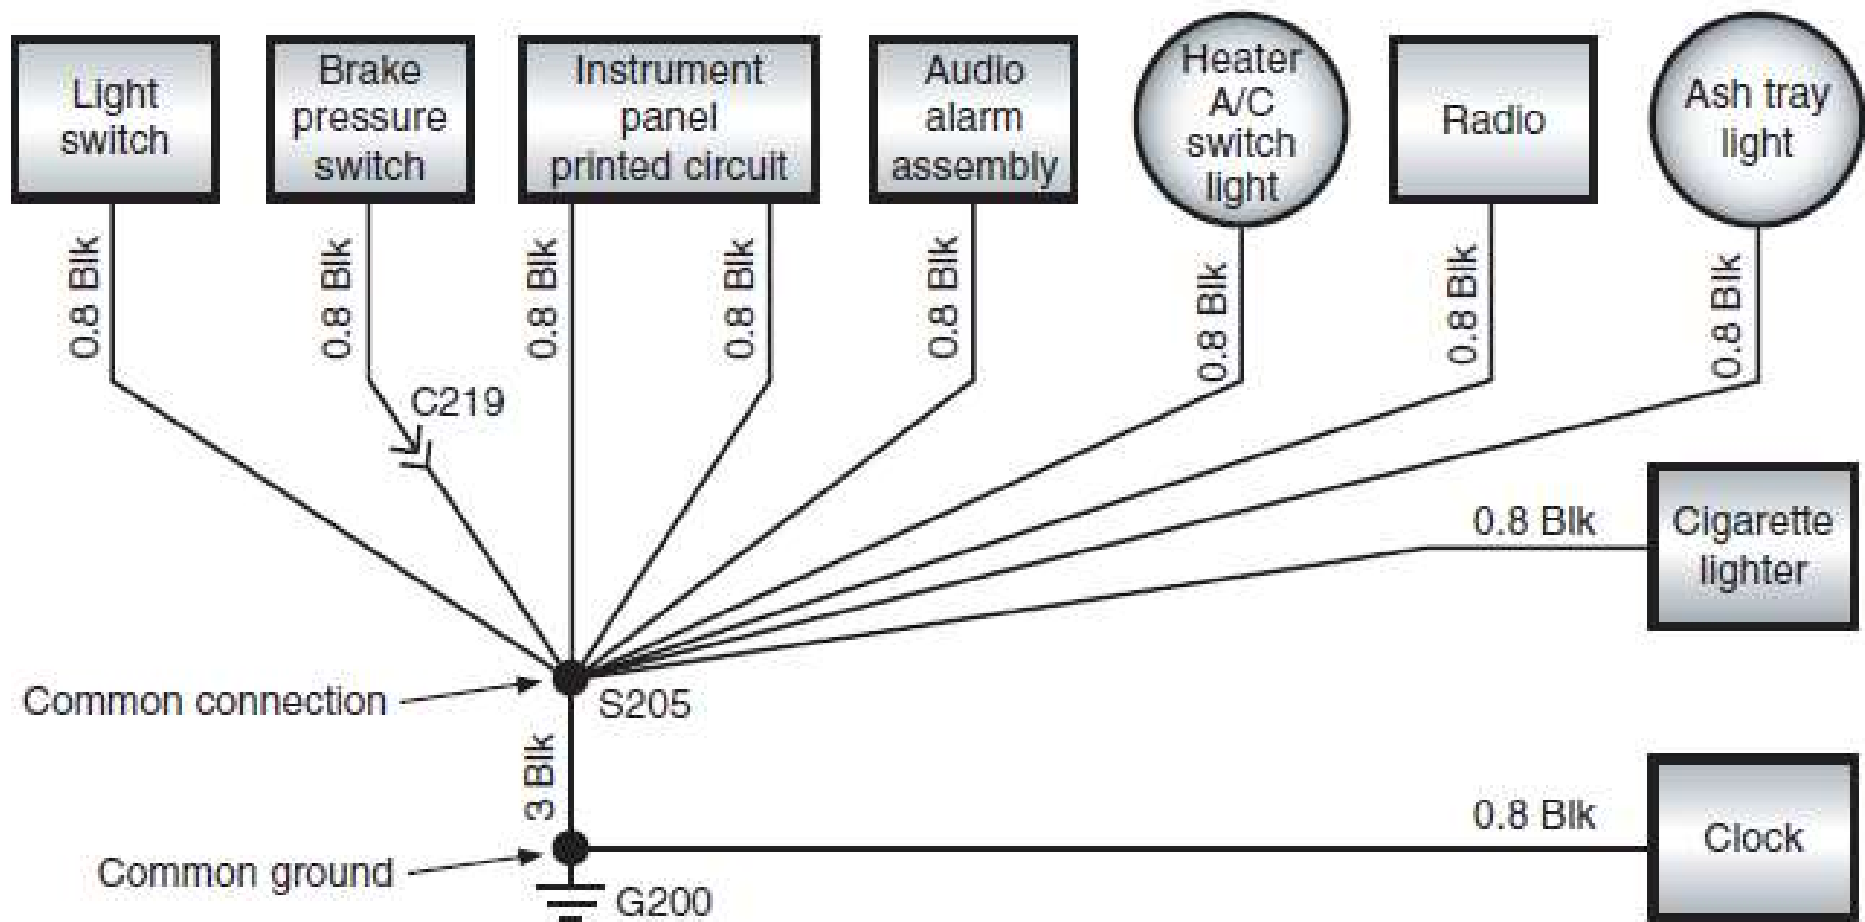 Light
switch
Brake
pressure
switch
Instrument
panel
printed circuit
Audio
alarm
assembly
Heater
A/C
switch
light
Radio
Ash tray
light
0.8 Blk
0.8 Blk
0.8 Blk
0.8 Blk
0.8 Blk
0.8 Blk
0.8 Blk
0.8 Blk
C219
0.8 Blk
Cigarette
lighter
Common connection
S205
3 Blk
0.8 Blk
Clock
Common ground
G200